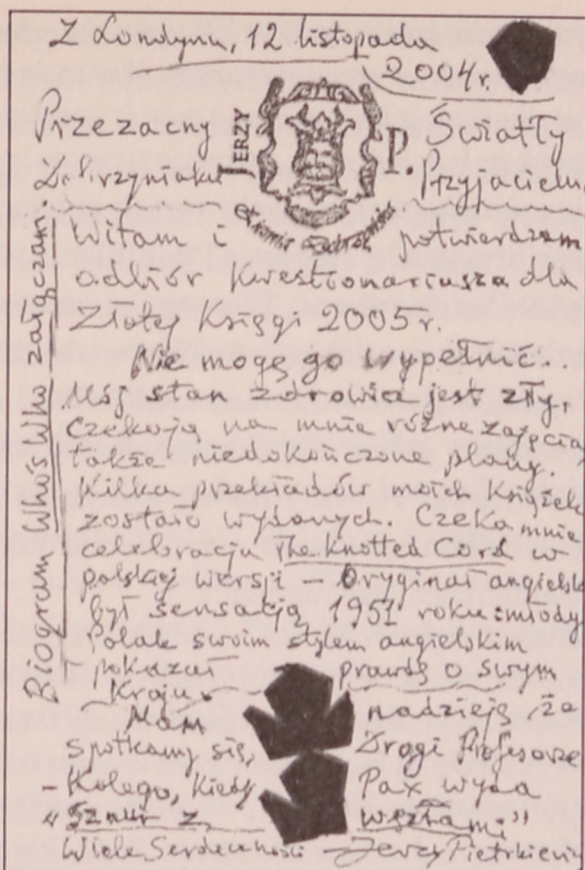 Z Londynu, 12 listopada
2004 r.
Przezacny
JERZY
P.
Światły
Dobrzyniaku
Przyjacielu,
Witam i potwierdzam
odbiór Kwestionariusza dla
Złotej Księgi 2005 r.
Nie mogę go wypełnić..
Mój stan zdrowia jest zły.
Czekają na mnie różne zajęcia
także niedokończone plany.
Kilka przekładów moich książek
zostało wydanych. Czeka mnie
celebracja The Knotted Cord w
polskiej wersji – Oryginał angielsk
był sensacją 1951 roku: młody
Polak swoim stylem angielskim
pokazał prawdę o swym
Kraju.
Mam nadzieję, że
spotkamy się, Drogi Profesorze
– Kolego, kiedy Pax wyda
"Sznur z węzłami"
Wiele Serdeczności – Jerzy Pietrkiewicz
Biogram Who's Who załączam.